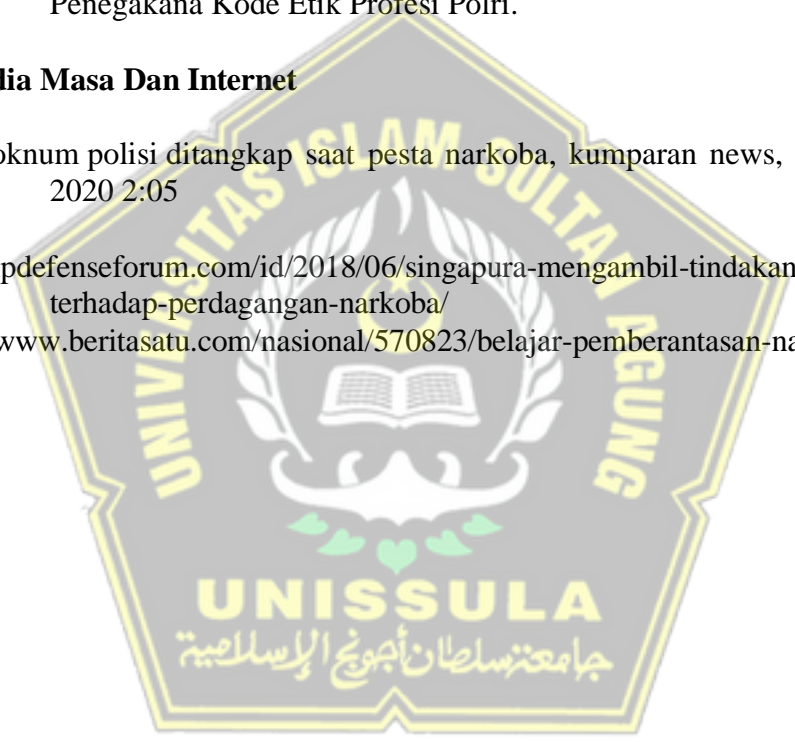 Penegakana Kode Etik Profesi Polri.
dia Masa Dan Internet
oknum polisi ditangkap saat pesta narkoba, kumparan news,
2020 2:05
pdefenseforum.com/id/2018/06/singapura-mengambil-tindakan
terhadap-perdagangan-narkoba/
www.beritasatu.com/nasional/570823/belajar-pemberantasan-na
UNIVERSITAS ISLAM SULTAN AGUNG
UNISSULA
جامعتنسلطان أجونج الإسلامية